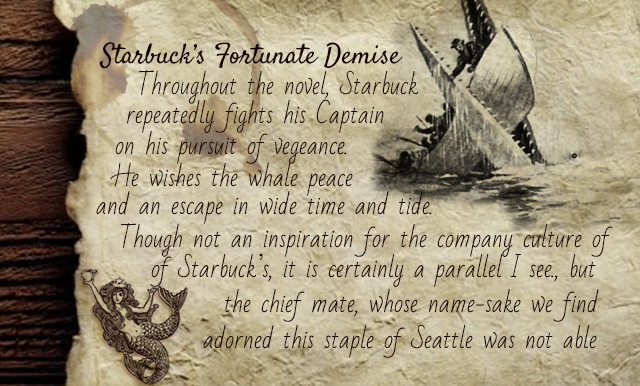 Starbuck's Fortunate Demise
Throughout the novel, Starbuck
repeatedly fights his Captain
on his pursuit of vegeance.
He wishes the whale peace
and an escape in wide time and tide.
Though not an inspiration for the company culture of
of Starbuck's, it is certainly a parallel I see., but
the chief mate, whose name-sake we find
adorned this staple of Seattle was not able